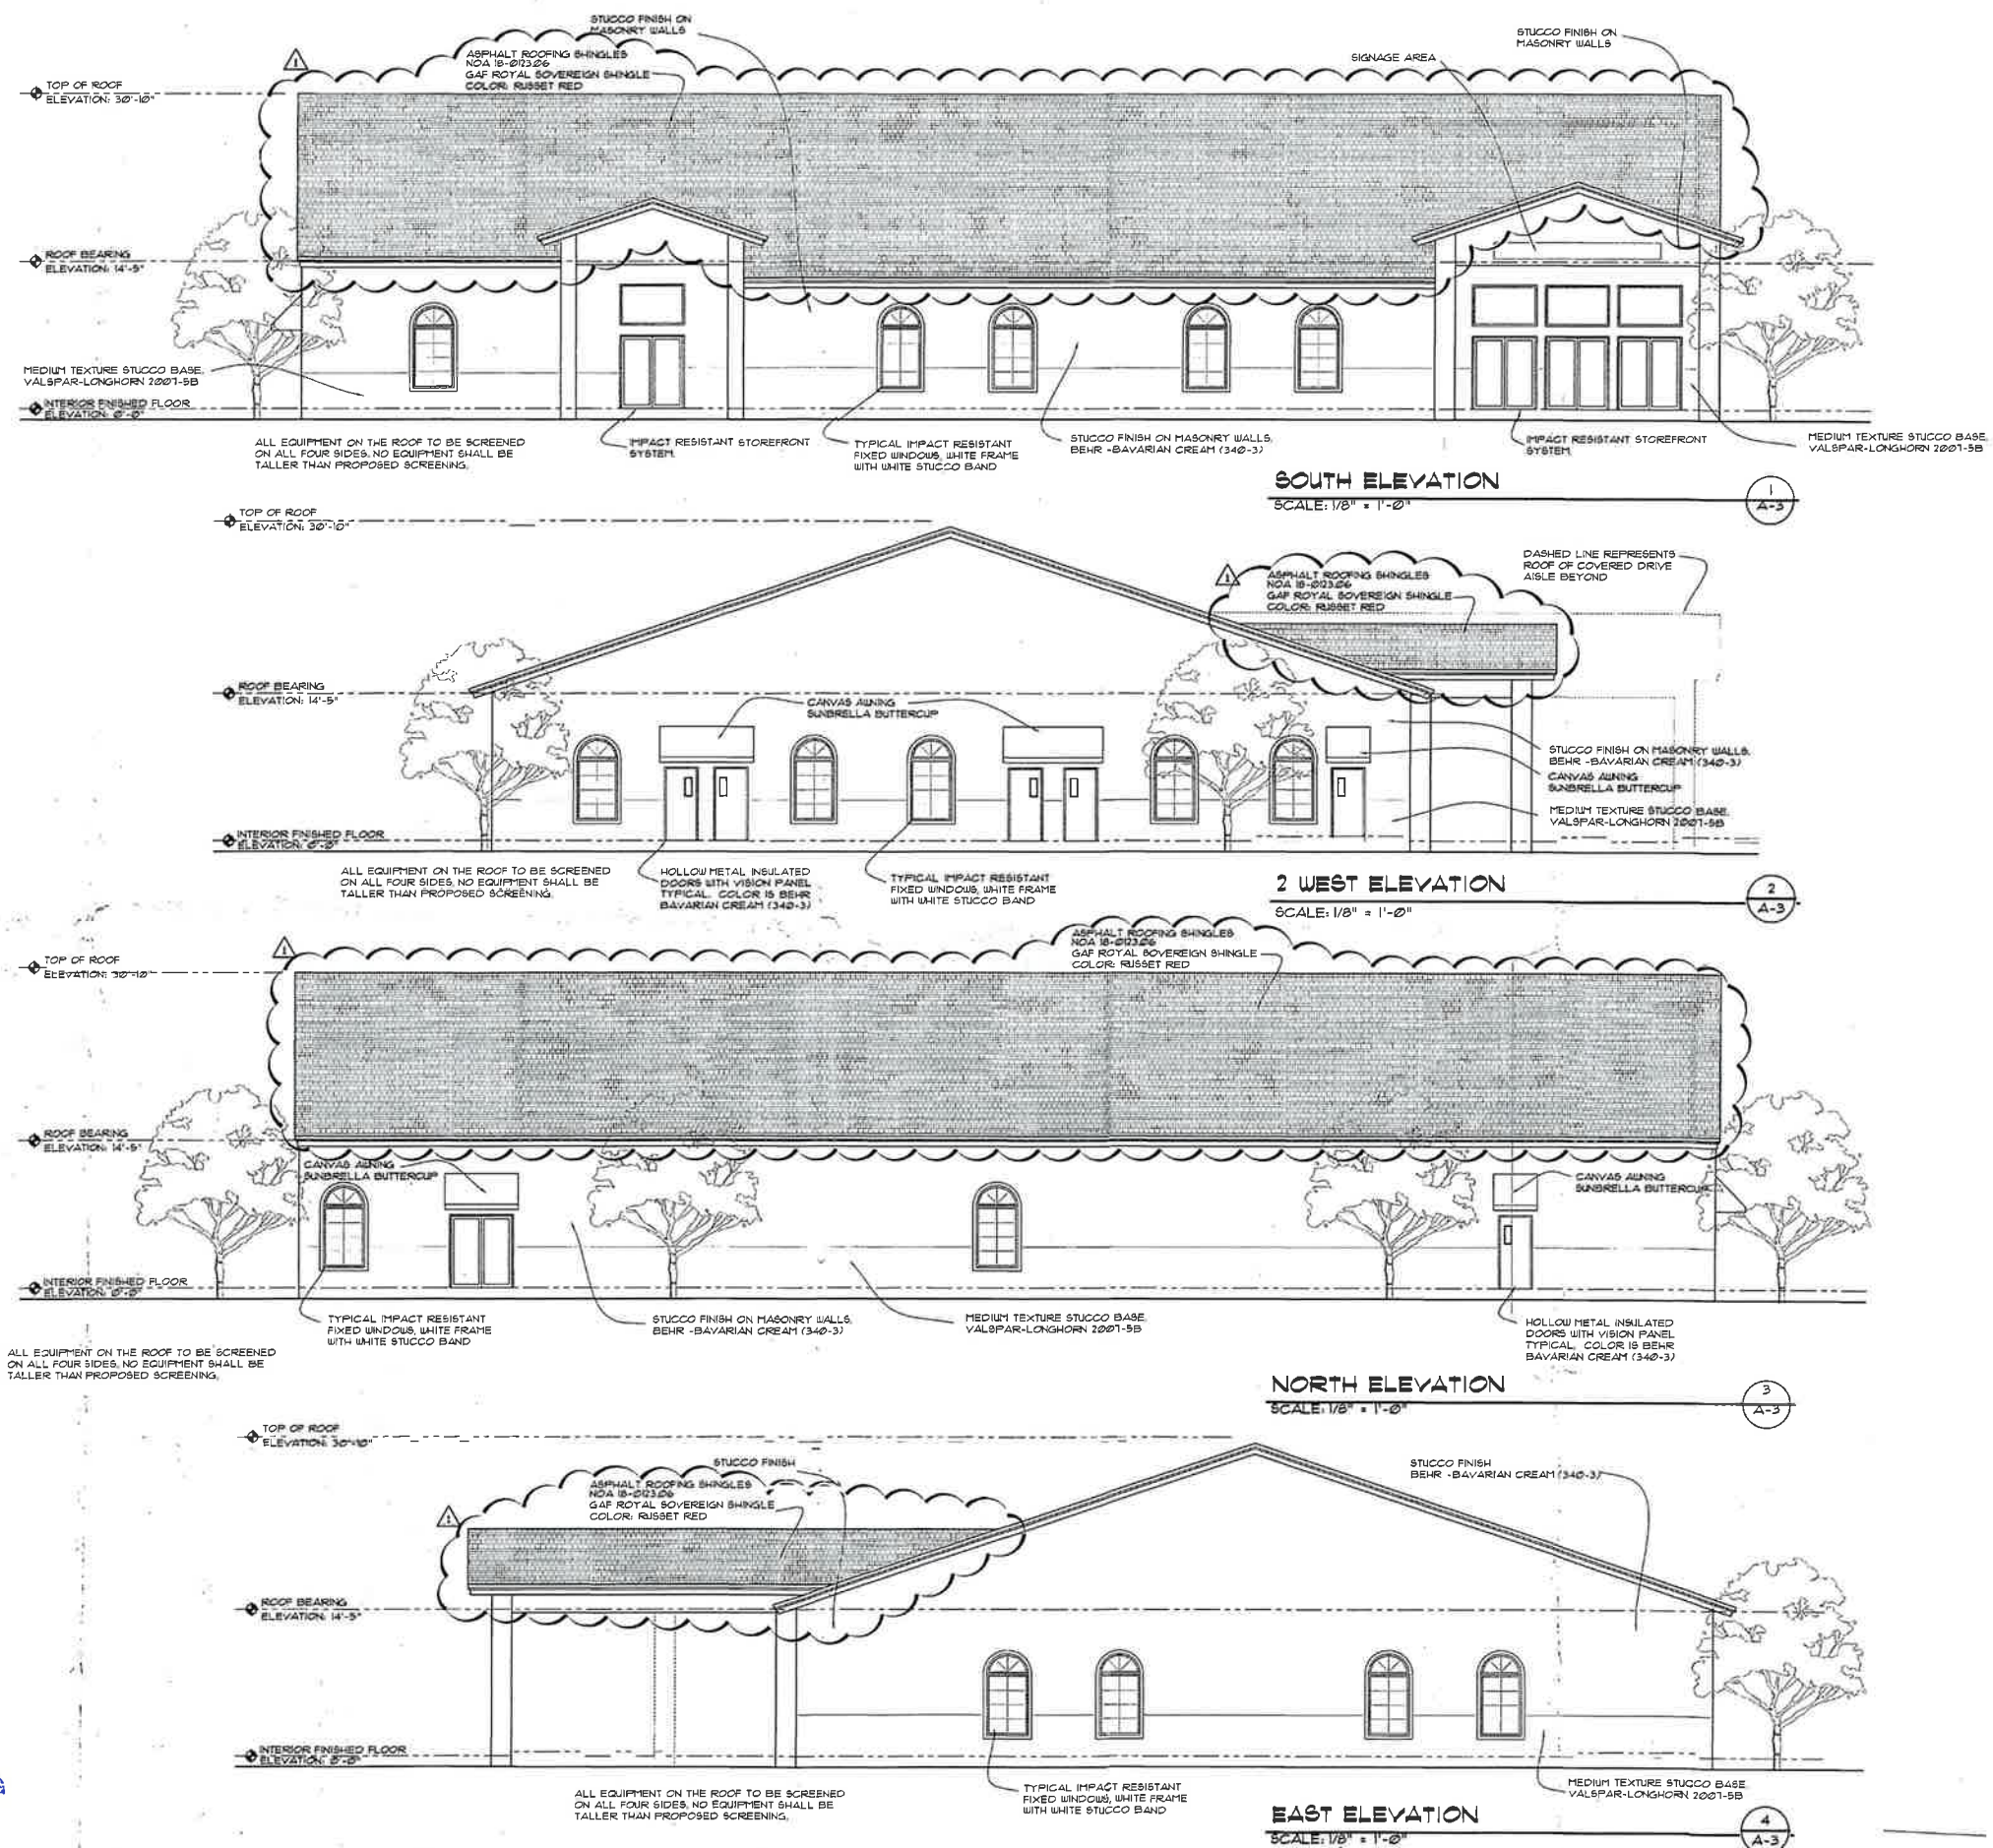 STUCCO FINISH ON
MASONRY WALLS
ASPHALT ROOFING SHINGLES
NOA 18-0123.06
GAF ROYAL SOVEREIGN SHINGLE
COLOR: RUSSET RED
1
SIGNAGE AREA
STUCCO FINISH ON
MASONRY WALLS
TOP OF ROOF
ELEVATION: 30'-10"
ROOF BEARING
ELEVATION: 14'-5"
MEDIUM TEXTURE STUCCO BASE,
VALSPAR-LONGHORN 2007-5B
INTERIOR FINISHED FLOOR
ELEVATION: 0'-0"
ALL EQUIPMENT ON THE ROOF TO BE SCREENED
ON ALL FOUR SIDES, NO EQUIPMENT SHALL BE
TALLER THAN PROPOSED SCREENING.
IMPACT RESISTANT STOREFRONT
SYSTEM.
TYPICAL IMPACT RESISTANT
FIXED WINDOWS, WHITE FRAME
WITH WHITE STUCCO BAND
STUCCO FINISH ON MASONRY WALLS,
BEHR -BAVARIAN CREAM (340-3)
IMPACT RESISTANT STOREFRONT
SYSTEM.
MEDIUM TEXTURE STUCCO BASE,
VALSPAR-LONGHORN 2007-5B
SOUTH ELEVATION
SCALE: 1/8" = 1'-0"
1
A-3
TOP OF ROOF
ELEVATION: 30'-10"
1
ASPHALT ROOFING SHINGLES
NOA 18-0123.06
GAF ROYAL SOVEREIGN SHINGLE
COLOR: RUSSET RED
DASHED LINE REPRESENTS
ROOF OF COVERED DRIVE
AISLE BEYOND
ROOF BEARING
ELEVATION: 14'-5"
CANVAS AWNING
SUNBRELLA BUTTERCUP
STUCCO FINISH ON MASONRY WALLS,
BEHR -BAVARIAN CREAM (340-3)
CANVAS AWNING
SUNBRELLA BUTTERCUP
MEDIUM TEXTURE STUCCO BASE,
VALSPAR-LONGHORN 2007-5B
INTERIOR FINISHED FLOOR
ELEVATION: 0'-0"
ALL EQUIPMENT ON THE ROOF TO BE SCREENED
ON ALL FOUR SIDES, NO EQUIPMENT SHALL BE
TALLER THAN PROPOSED SCREENING.
HOLLOW METAL INSULATED
DOORS WITH VISION PANEL
TYPICAL. COLOR IS BEHR
BAVARIAN CREAM (340-3)
TYPICAL IMPACT RESISTANT
FIXED WINDOWS, WHITE FRAME
WITH WHITE STUCCO BAND
2 WEST ELEVATION
SCALE: 1/8" = 1'-0"
2
A-3
1
ASPHALT ROOFING SHINGLES
NOA 18-0123.06
GAF ROYAL SOVEREIGN SHINGLE
COLOR: RUSSET RED
TOP OF ROOF
ELEVATION: 30'-10"
ROOF BEARING
ELEVATION: 14'-5"
CANVAS AWNING
SUNBRELLA BUTTERCUP
CANVAS AWNING
SUNBRELLA BUTTERCUP
INTERIOR FINISHED FLOOR
ELEVATION: 0'-0"
TYPICAL IMPACT RESISTANT
FIXED WINDOWS, WHITE FRAME
WITH WHITE STUCCO BAND
STUCCO FINISH ON MASONRY WALLS,
BEHR -BAVARIAN CREAM (340-3)
MEDIUM TEXTURE STUCCO BASE,
VALSPAR-LONGHORN 2007-5B
HOLLOW METAL INSULATED
DOORS WITH VISION PANEL
TYPICAL. COLOR IS BEHR
BAVARIAN CREAM (340-3)
ALL EQUIPMENT ON THE ROOF TO BE SCREENED
ON ALL FOUR SIDES, NO EQUIPMENT SHALL BE
TALLER THAN PROPOSED SCREENING.
NORTH ELEVATION
SCALE: 1/8" = 1'-0"
3
A-3
TOP OF ROOF
ELEVATION: 30'-10"
STUCCO FINISH
ASPHALT ROOFING SHINGLES
NOA 18-0123.06
GAF ROYAL SOVEREIGN SHINGLE
COLOR: RUSSET RED
1
STUCCO FINISH
BEHR -BAVARIAN CREAM (340-3)
ROOF BEARING
ELEVATION: 14'-5"
INTERIOR FINISHED FLOOR
ELEVATION: 0'-0"
ALL EQUIPMENT ON THE ROOF TO BE SCREENED
ON ALL FOUR SIDES, NO EQUIPMENT SHALL BE
TALLER THAN PROPOSED SCREENING.
TYPICAL IMPACT RESISTANT
FIXED WINDOWS, WHITE FRAME
WITH WHITE STUCCO BAND
MEDIUM TEXTURE STUCCO BASE,
VALSPAR-LONGHORN 2007-5B
EAST ELEVATION
SCALE: 1/8" = 1'-0"
4
A-3